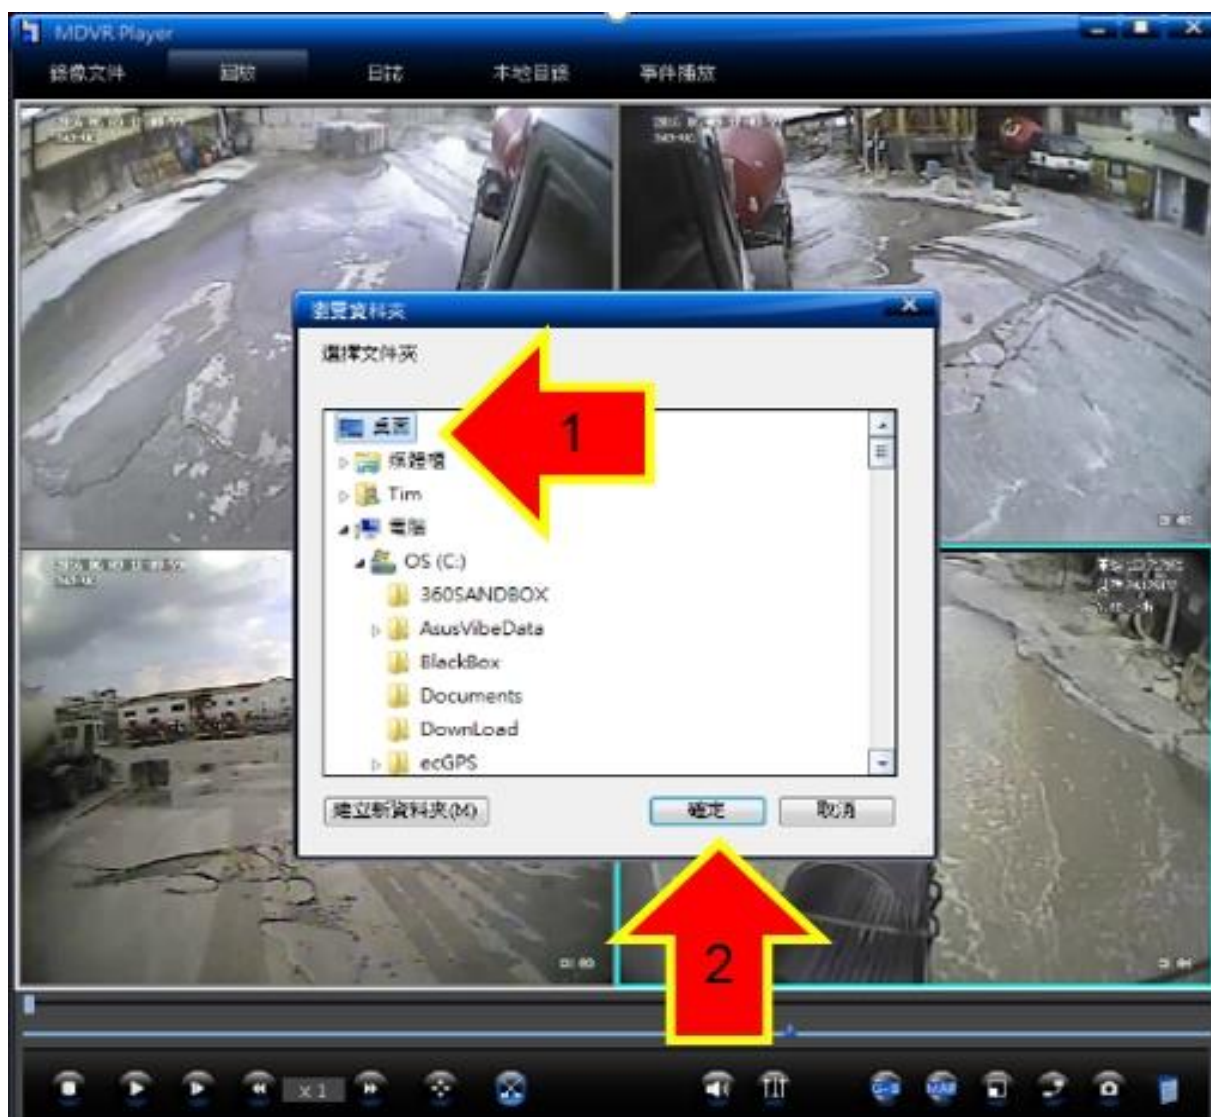 MDVR Player
錄像文件 回放 日誌 本地目錄 事件播放
瀏覽資料夾
選擇文件夾
桌面
媒體櫃
Tim
電腦
OS (C:)
360SANDBOX
AsusVibeData
BlackBox
Documents
DownLoad
ecGPS
建立新資料夾(M) 確定 取消
1
2
x 1
G-S MAP